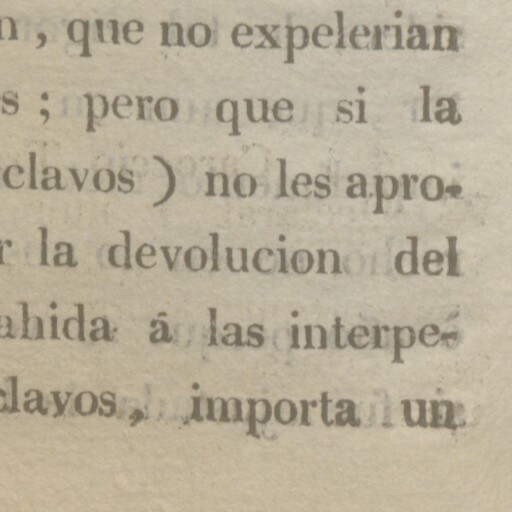 n, que no expelerian
s; pero que si la
clavos) no les apro-
r la devolucion del
ahida á las interpe-
clavos, importa un